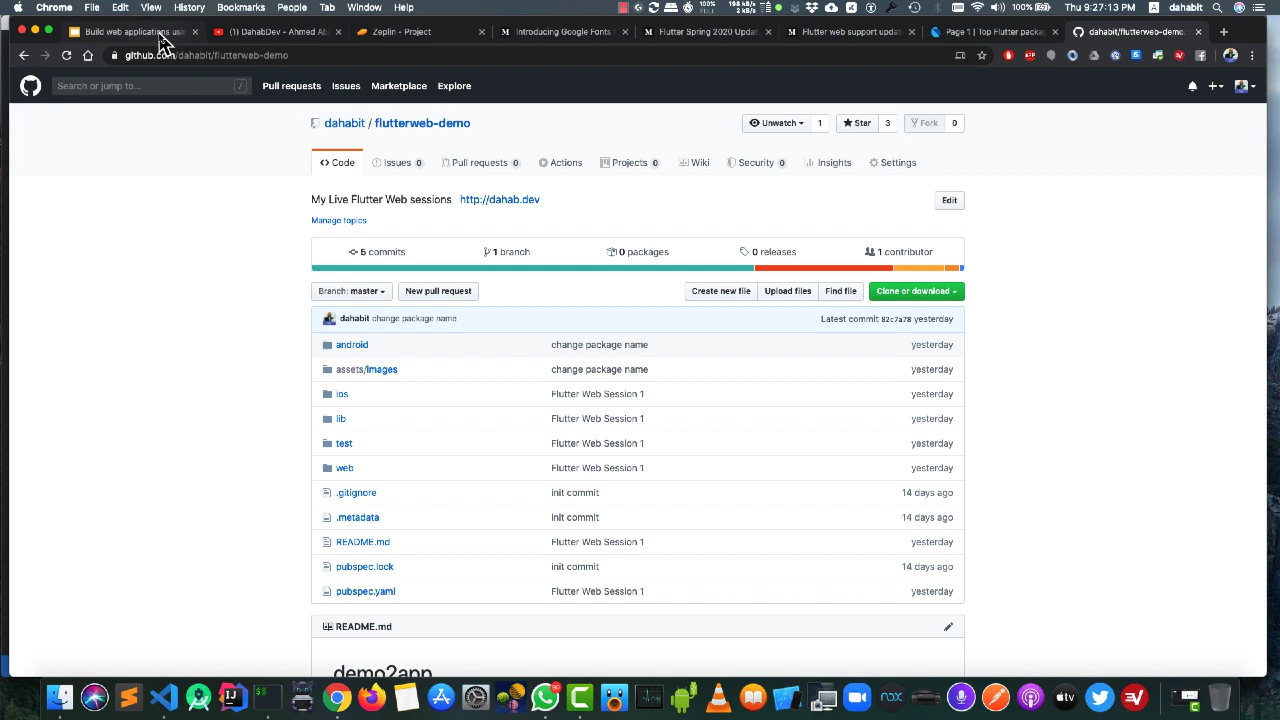 Chrome File Edit View History Bookmarks People Tab Window Help
100% Thu 9:27:13 PM dahabit
Build web applications usi
(1) DahabDev - Ahmed Ab
Zeplin - Project
Introducing Google Fonts
Flutter Spring 2020 Updat
Flutter web support updat
Page 1 | Top Flutter packag
dahabit/flutterweb-demo
github.com/dahabit/flutterweb-demo
Search or jump to... /
Pull requests Issues Marketplace Explore
dahabit / flutterweb-demo
Unwatch 1 Star 3 Fork 0
Code Issues 0 Pull requests 0 Actions Projects 0 Wiki Security 0 Insights Settings
My Live Flutter Web sessions http://dahab.dev Edit
Manage topics
5 commits 1 branch 0 packages 0 releases 1 contributor
Branch: master New pull request Create new file Upload files Find file Clone or download
dahabit change package name Latest commit 82c7a78 yesterday
android change package name yesterday
assets/images change package name yesterday
ios Flutter Web Session 1 yesterday
lib Flutter Web Session 1 yesterday
test Flutter Web Session 1 yesterday
web Flutter Web Session 1 yesterday
.gitignore init commit 14 days ago
.metadata init commit 14 days ago
README.md Flutter Web Session 1 yesterday
pubspec.lock init commit 14 days ago
pubspec.yaml Flutter Web Session 1 yesterday
README.md
demo2app